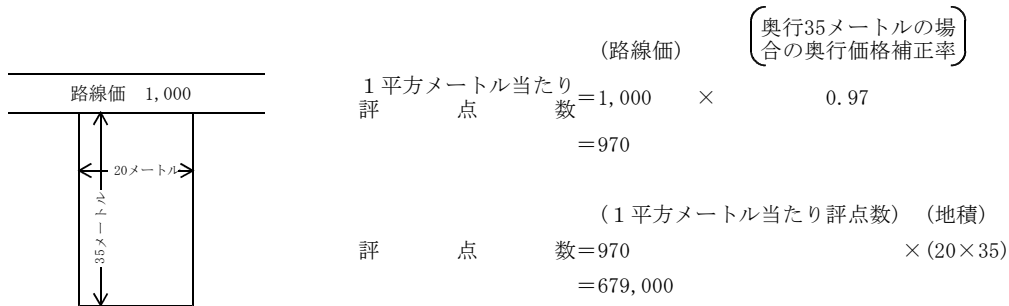 路線価 1,000
20メートル
35メートル
(路線価)
奥行35メートルの場
合の奥行価格補正率
1平方メートル当たり
評 点 数
=1,000 × 0.97
=970
(1平方メートル当たり評点数) (地積)
評 点 数=970 ×(20×35)
=679,000